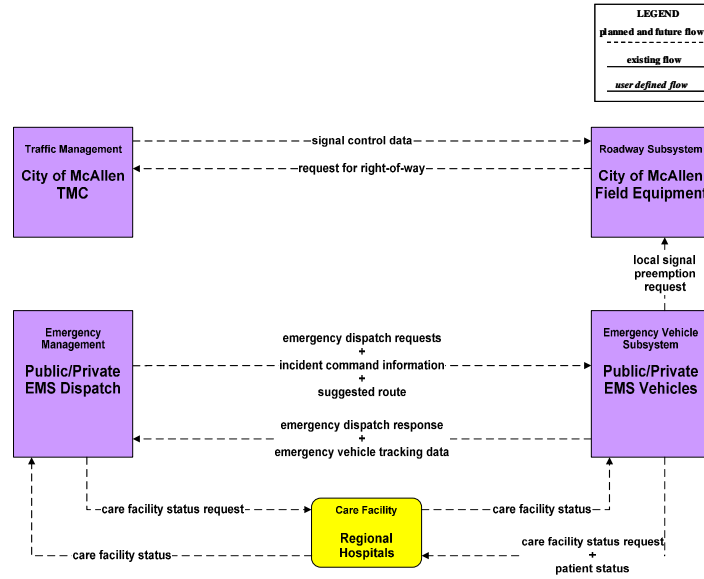 LEGEND
planned and future flow
existing flow
user defined flow
Traffic Management
City of McAllen
TMC
signal control data
request for right-of-way
Roadway Subsystem
City of McAllen
Field Equipment
local signal
preemption
request
Emergency
Management
Public/Private
EMS Dispatch
emergency dispatch requests
+
incident command information
+
suggested route
emergency dispatch response
+
emergency vehicle tracking data
Emergency Vehicle
Subsystem
Public/Private
EMS Vehicles
care facility status request
care facility status
Care Facility
Regional
Hospitals
care facility status
care facility status request
+
patient status